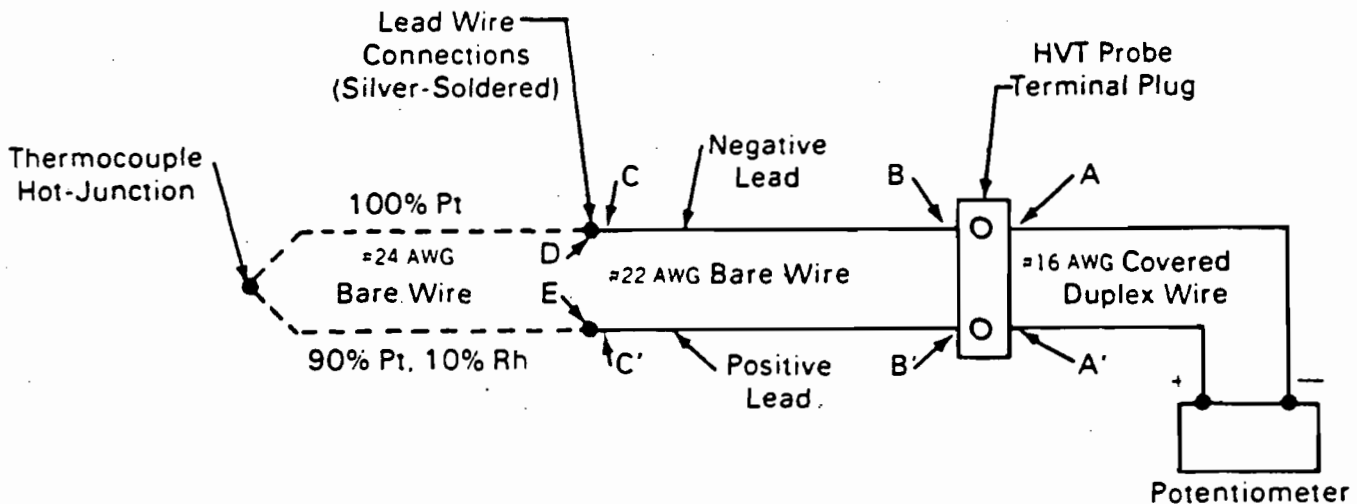 Lead Wire
Connections
(Silver-Soldered)
HVT Probe
Terminal Plug
Thermocouple
Hot-Junction
Negative
Lead
C
B
A
100% Pt
#24 AWG
Bare Wire
D
E
#22 AWG Bare Wire
#16 AWG Covered
Duplex Wire
90% Pt, 10% Rh
C'
Positive
Lead
B'
A'
+
—
Potentiometer